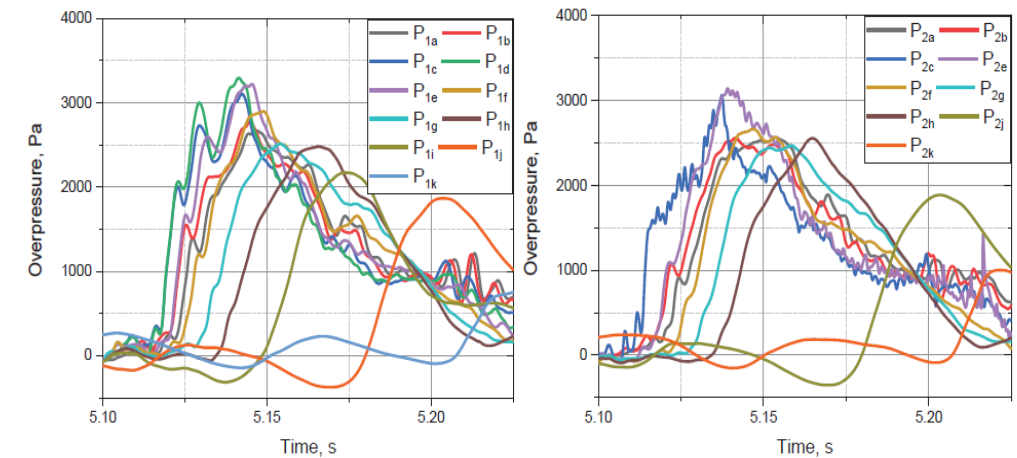 4000
3000
2000
1000
0
5.10
5.15
5.20
Time, s
Overpressure, Pa
P1a P1b
P1c P1d
P1e P1f
P1g P1h
P1i P1j
P1k
4000
3000
2000
1000
0
5.10
5.15
5.20
Time, s
Overpressure, Pa
P2a P2b
P2c P2e
P2f P2g
P2h P2j
P2k